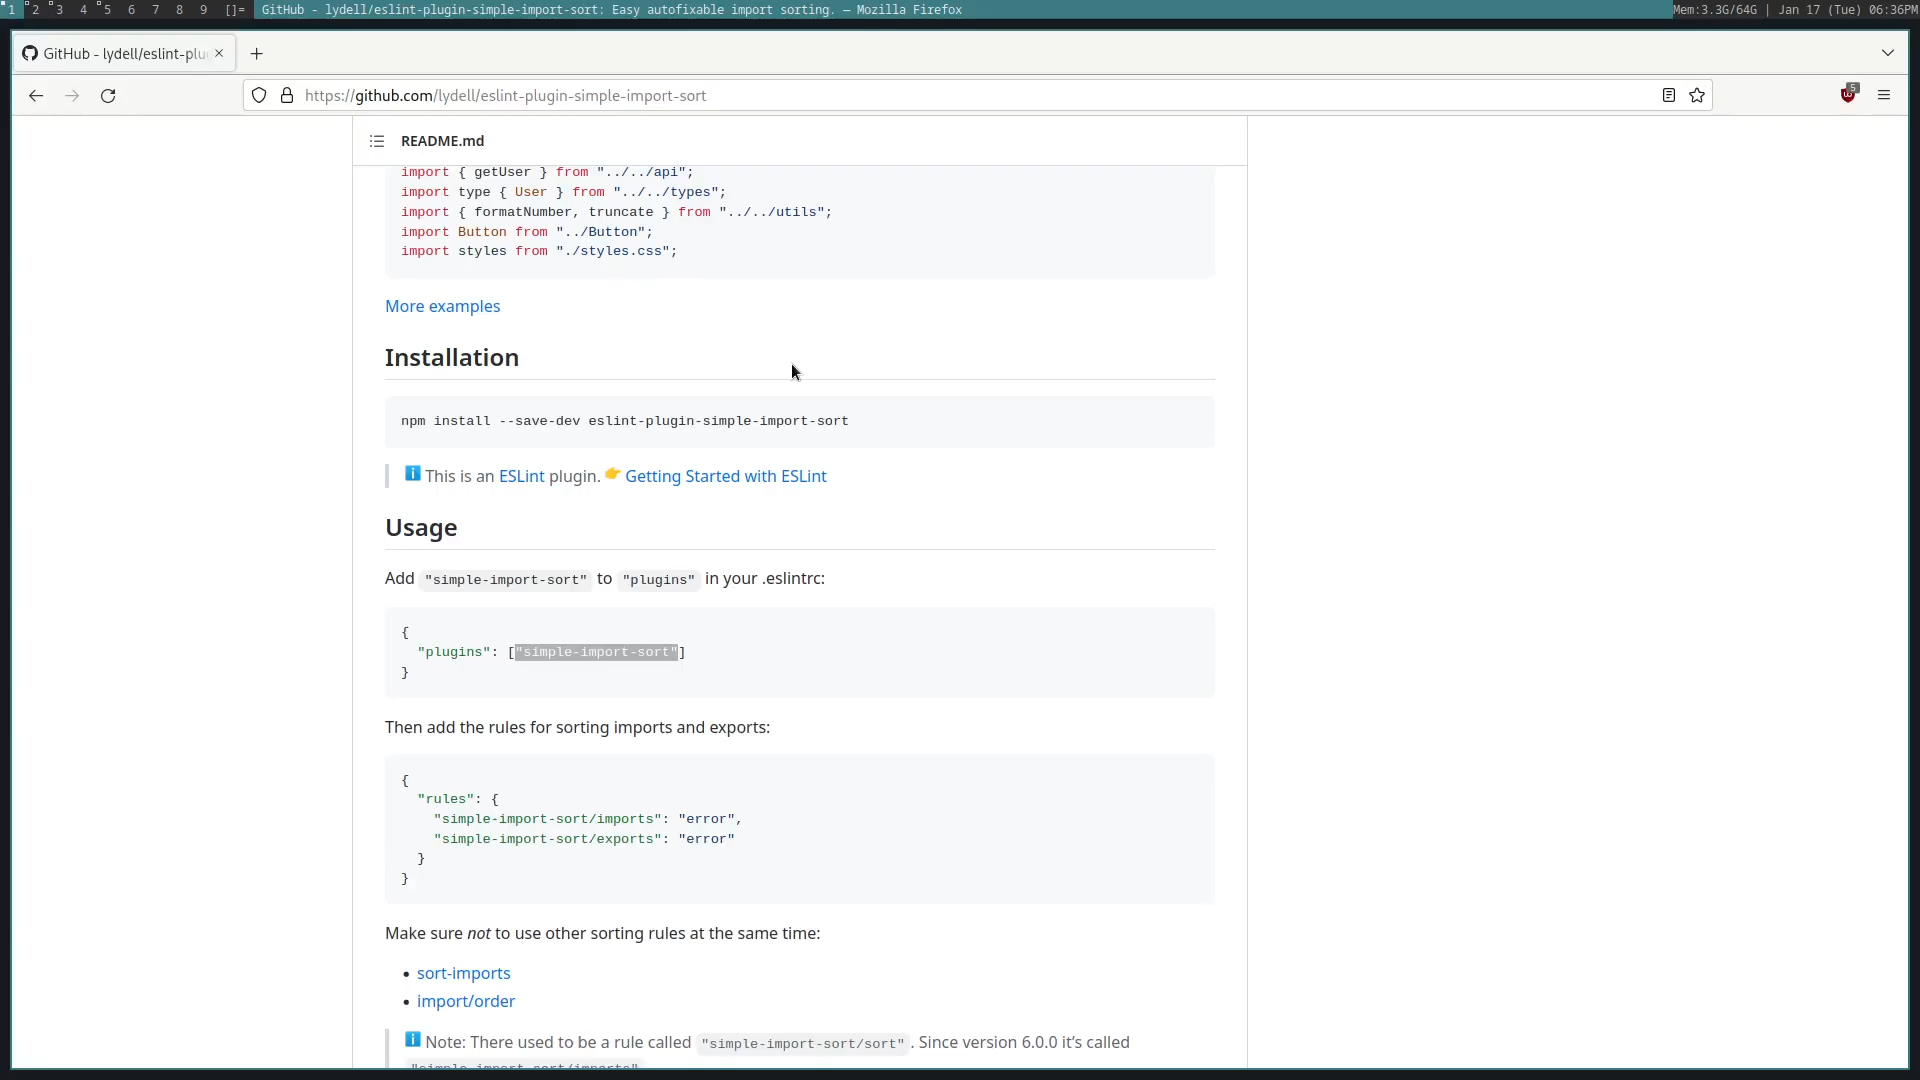 1 2 3 4 5 6 7 8 9 []= GitHub - lydell/eslint-plugin-simple-import-sort: Easy autofixable import sorting. — Mozilla Firefox Mem:3.3G/64G | Jan 17 (Tue) 06:36PM
GitHub - lydell/eslint-plu
https://github.com/lydell/eslint-plugin-simple-import-sort
5
README.md
import { getUser } from "../../api";
import type { User } from "../../types";
import { formatNumber, truncate } from "../../utils";
import Button from "../Button";
import styles from "./styles.css";
More examples
Installation
npm install --save-dev eslint-plugin-simple-import-sort
ℹ️ This is an ESLint plugin. 👉 Getting Started with ESLint
Usage
Add "simple-import-sort" to "plugins" in your .eslintrc:
{
  "plugins": ["simple-import-sort"]
}
Then add the rules for sorting imports and exports:
{
  "rules": {
    "simple-import-sort/imports": "error",
    "simple-import-sort/exports": "error"
  }
}
Make sure not to use other sorting rules at the same time:
• sort-imports
• import/order
ℹ️ Note: There used to be a rule called "simple-import-sort/sort". Since version 6.0.0 it's called
"simple-import-sort/imports"